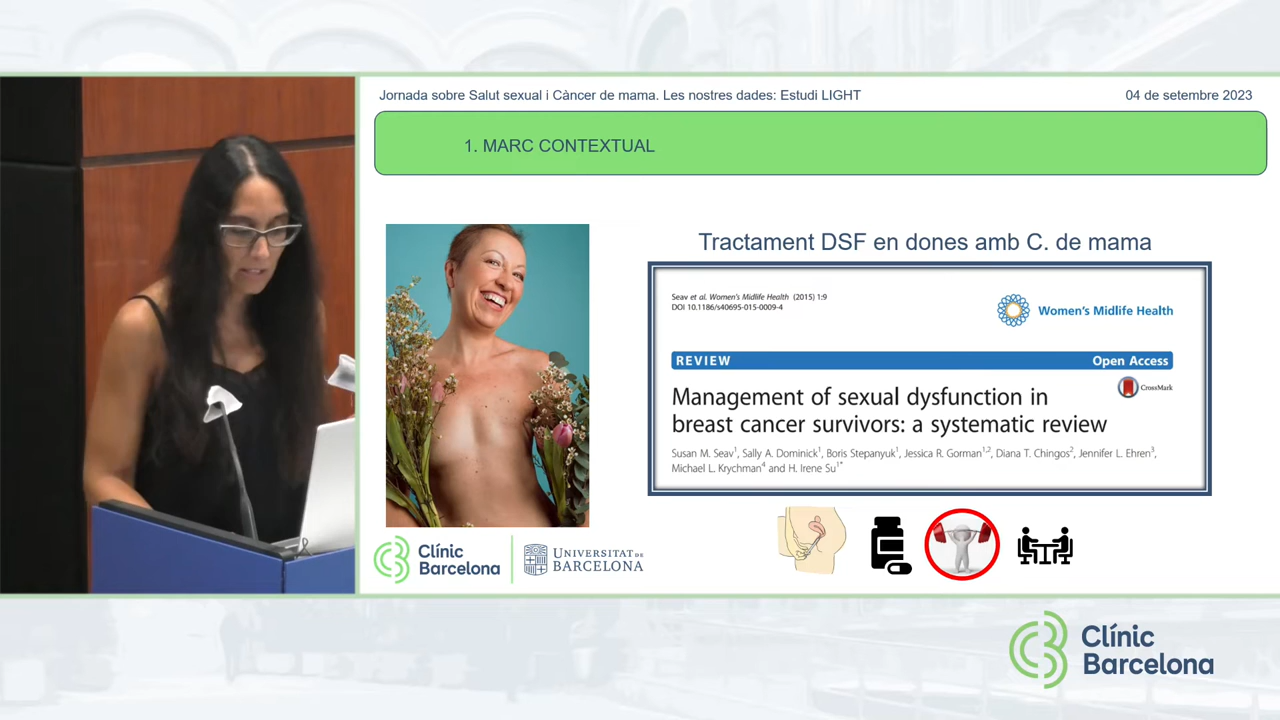 Jornada sobre Salut sexual i Càncer de mama. Les nostres dades: Estudi LIGHT
04 de setembre 2023
1. MARC CONTEXTUAL
Tractament DSF en dones amb C. de mama
Seav et al. Women's Midlife Health (2015) 1:9
DOI 10.1186/s40695-015-0009-4
Women's Midlife Health
REVIEW
Open Access
CrossMark
Management of sexual dysfunction in
breast cancer survivors: a systematic review
Susan M. Seav1, Sally A. Dominick1, Boris Stepanyuk1, Jessica R. Gorman1,2, Diana T. Chingos2, Jennifer L. Ehren3,
Michael L. Krychman4 and H. Irene Su1*
Clínic
Barcelona
UNIVERSITAT DE
BARCELONA
Clínic
Barcelona